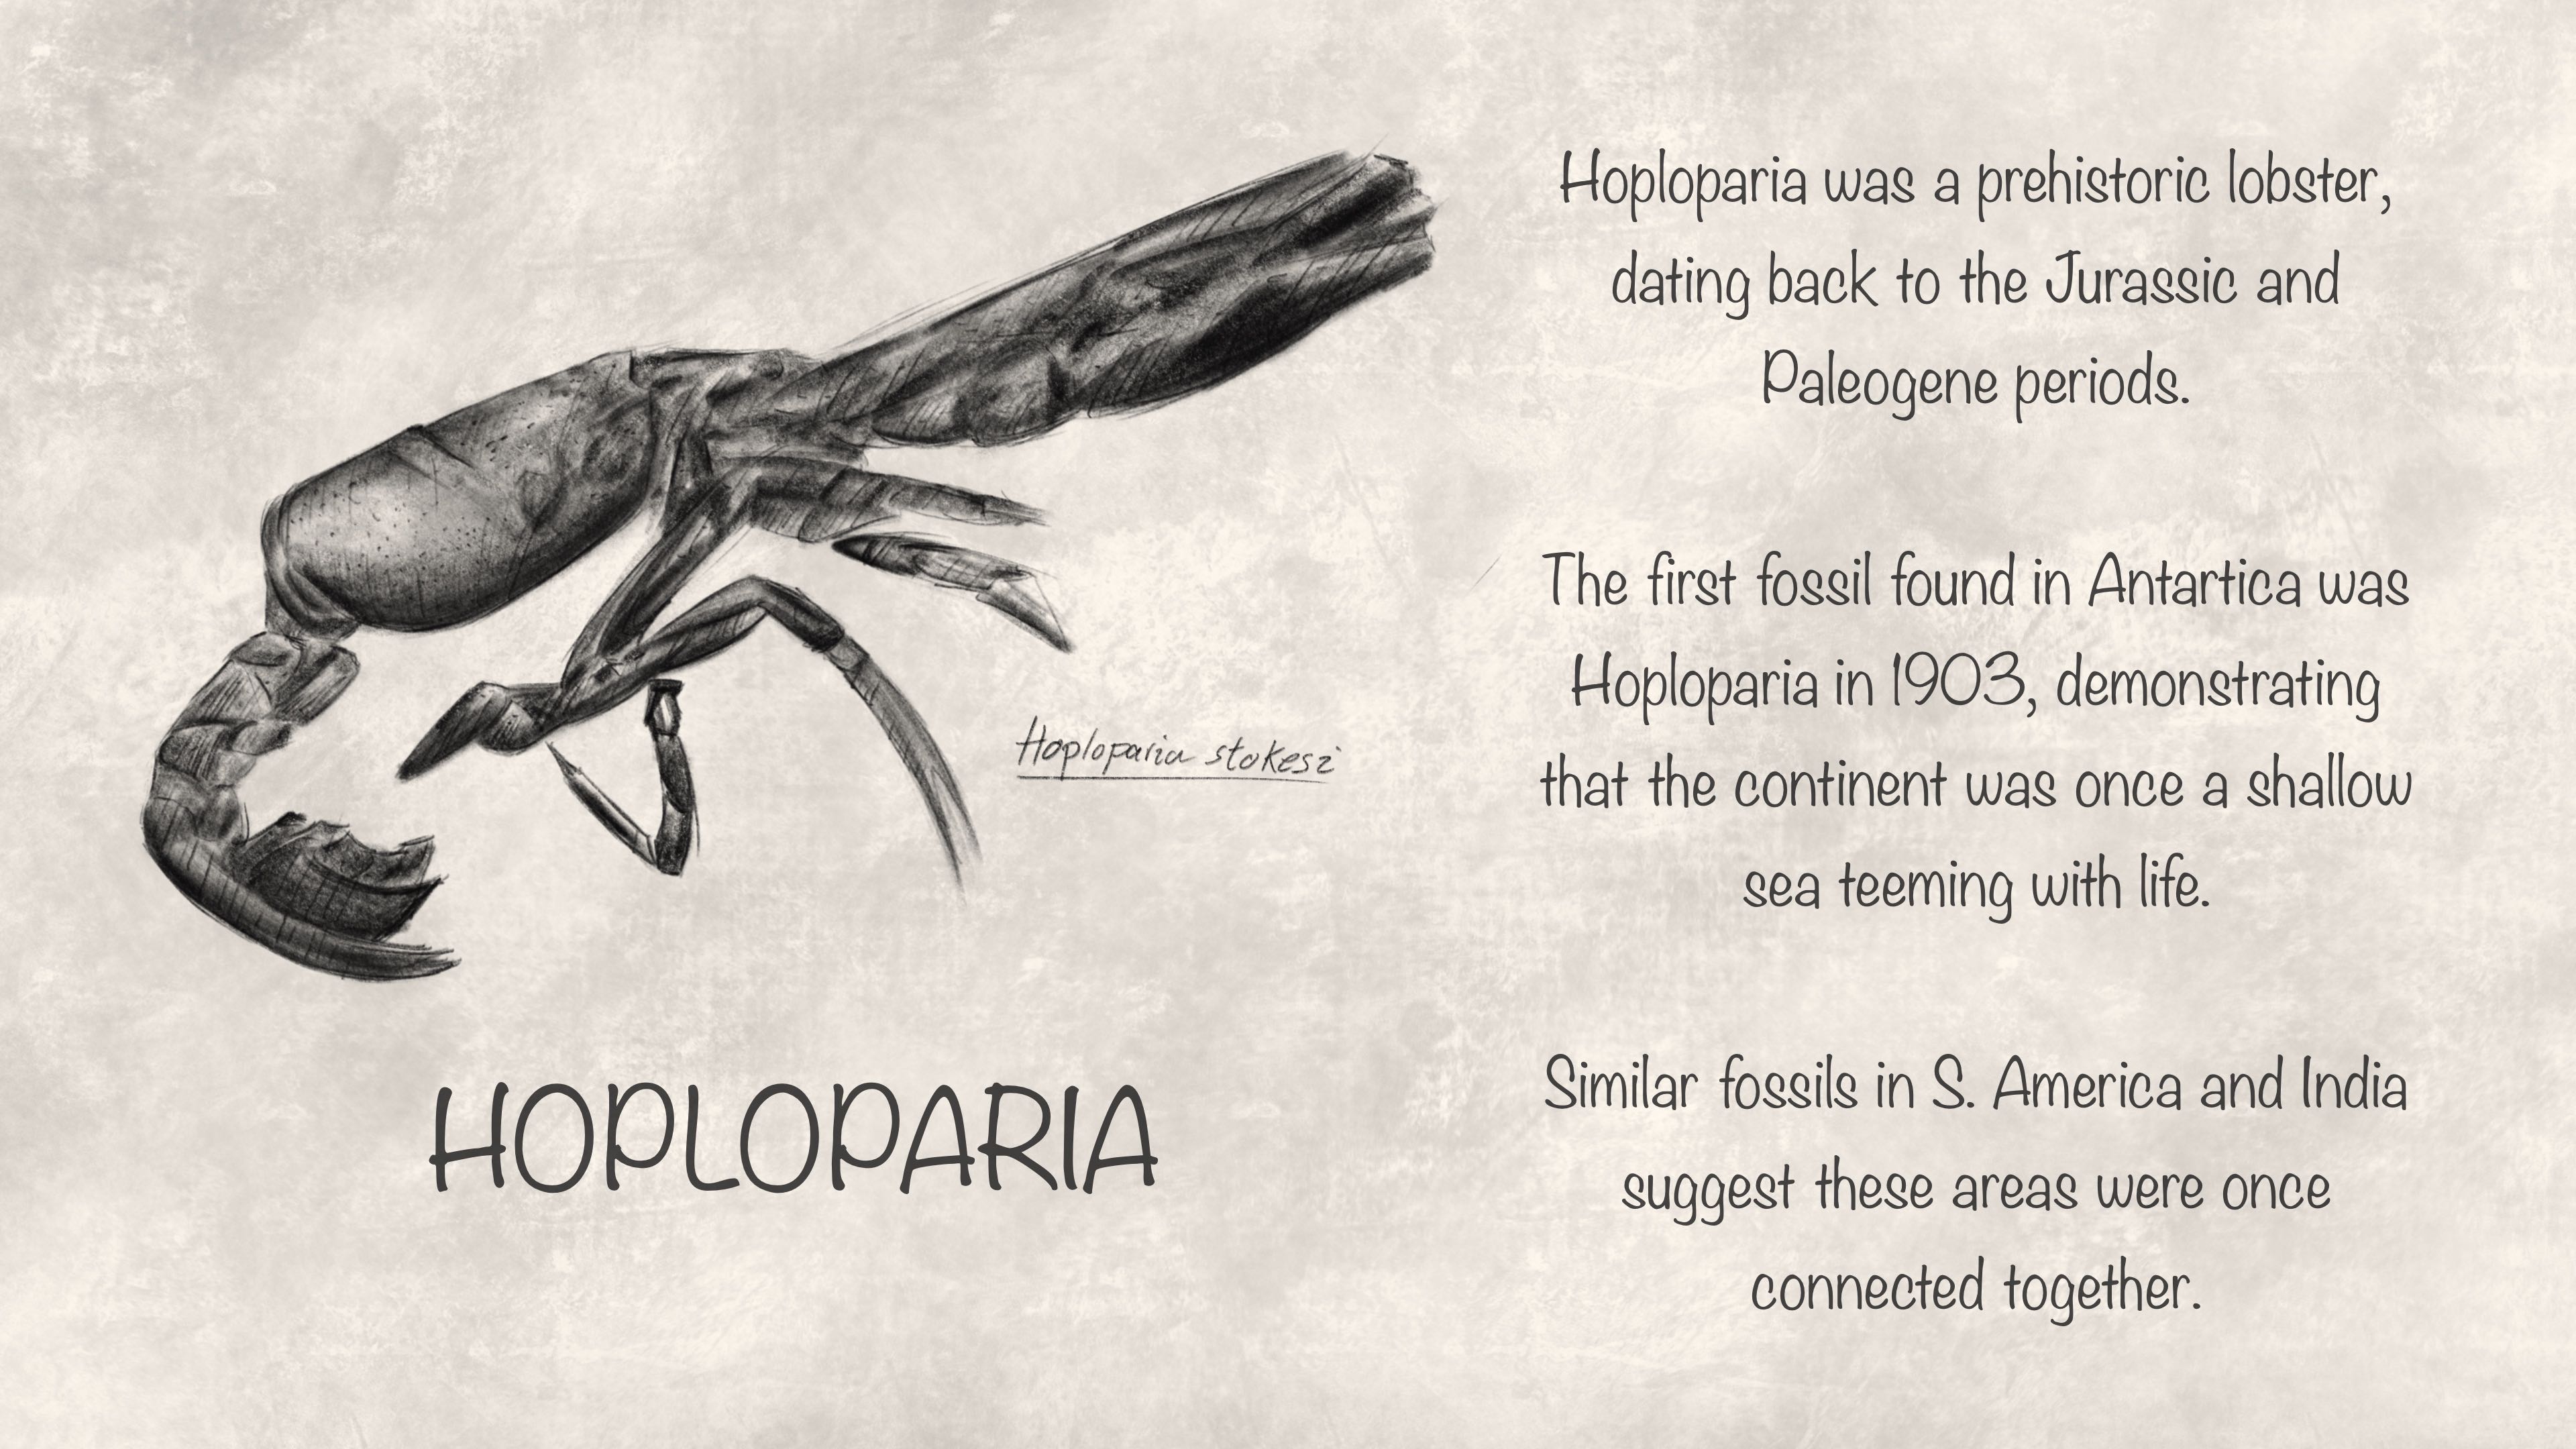 Hoploparia stokesi
HOPLOPARIA
Hoploparia was a prehistoric lobster,
dating back to the Jurassic and
Paleogene periods.
The first fossil found in Antartica was
Hoploparia in 1903, demonstrating
that the continent was once a shallow
sea teeming with life.
Similar fossils in S. America and India
suggest these areas were once
connected together.